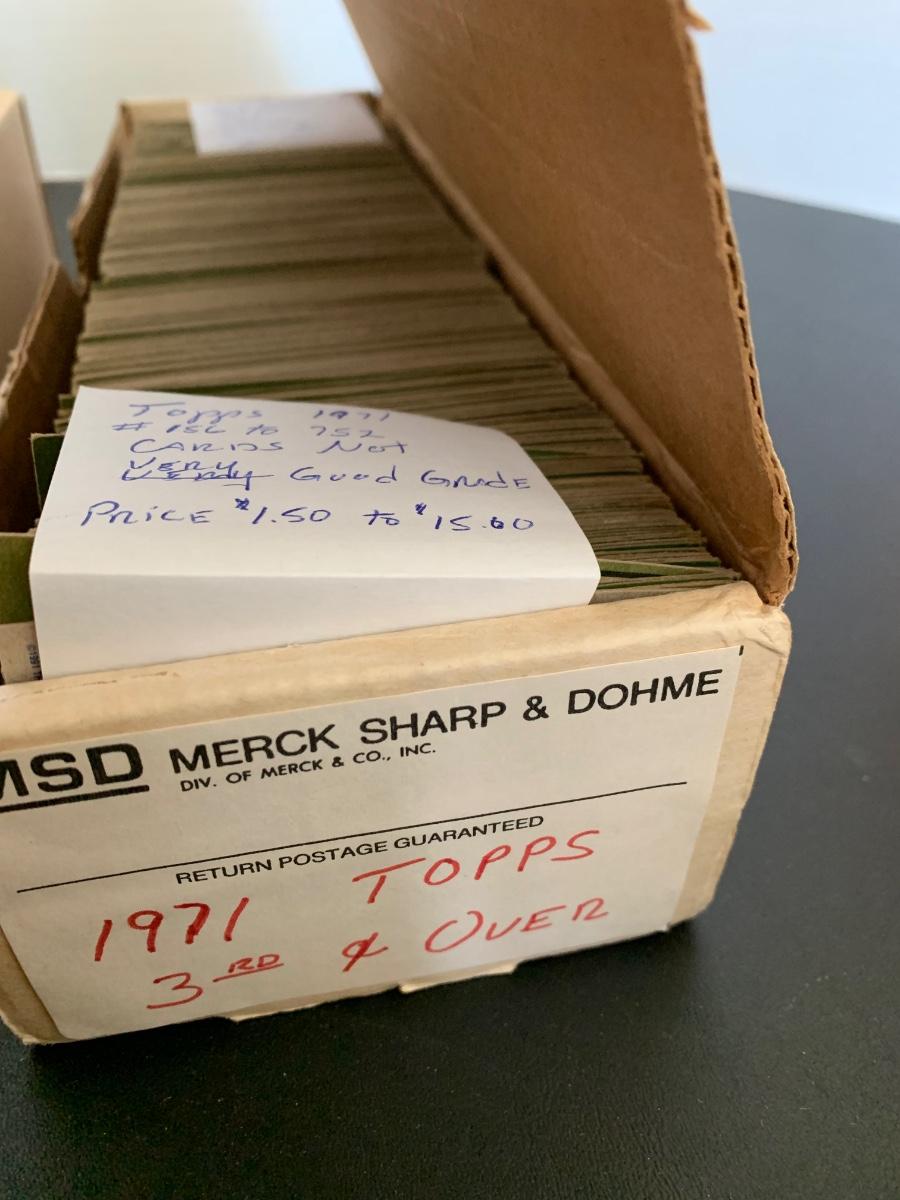 Topps 1971
# 156 to 752
CARDS Not
VERY
Good Grade
PRICE $1.50 to $15.00
MSD MERCK SHARP & DOHME
DIV. OF MERCK & CO., INC.
RETURN POSTAGE GUARANTEED
1971 TOPPS
3RD & OVER